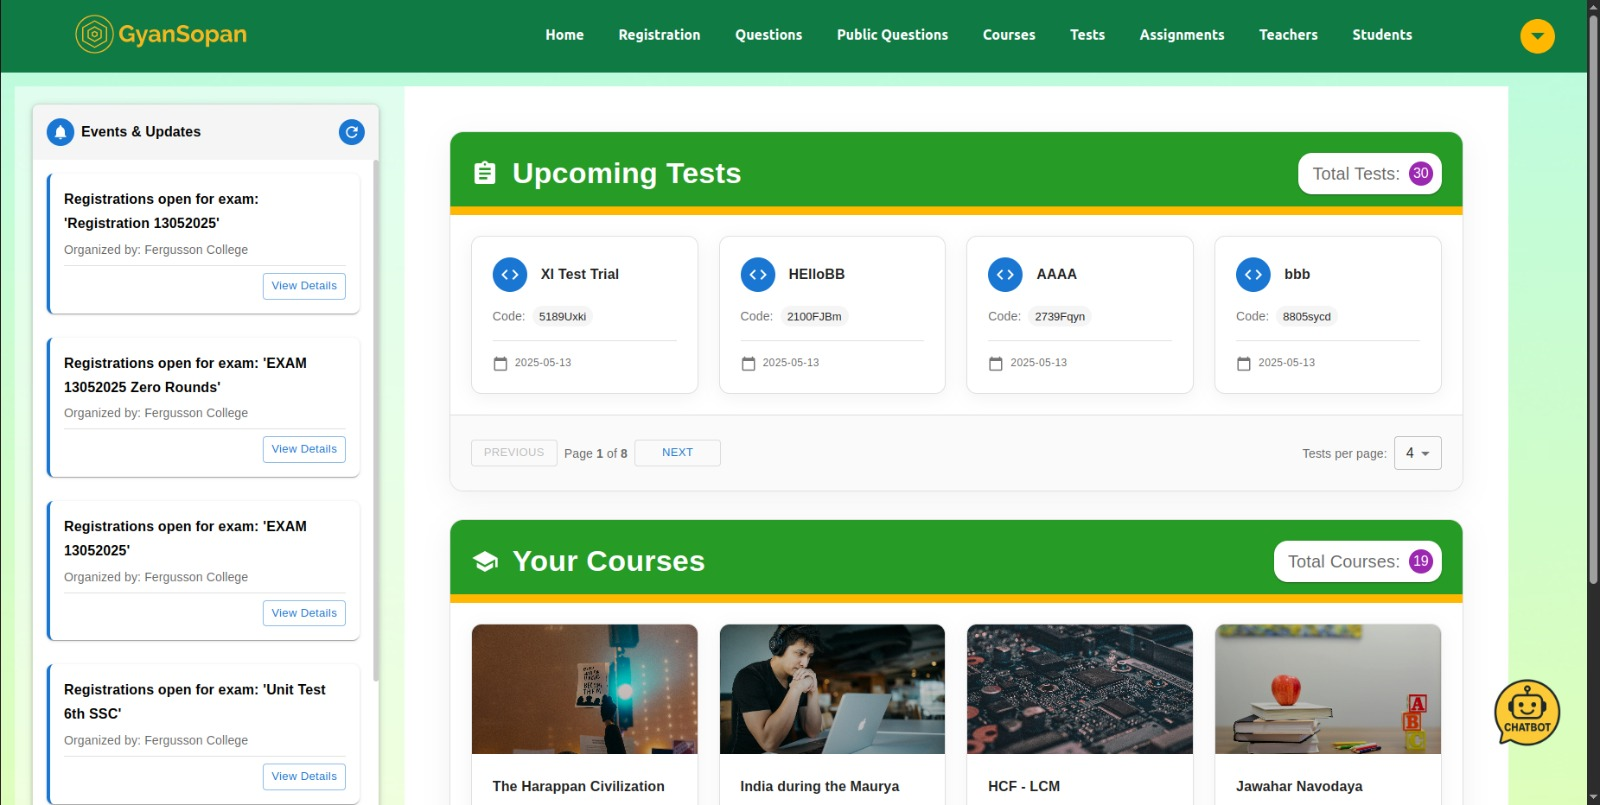 GyanSopan
Home Registration Questions Public Questions Courses Tests Assignments Teachers Students
Events & Updates
Registrations open for exam:
'Registration 13052025'
Organized by: Fergusson College
View Details
Registrations open for exam: 'EXAM
13052025 Zero Rounds'
Organized by: Fergusson College
View Details
Registrations open for exam: 'EXAM
13052025'
Organized by: Fergusson College
View Details
Registrations open for exam: 'Unit Test
6th SSC'
Organized by: Fergusson College
View Details
Upcoming Tests
Total Tests: 30
XI Test Trial
Code: 5189Uxki
2025-05-13
HElloBB
Code: 2100FJBm
2025-05-13
AAAA
Code: 2739Fqyn
2025-05-13
bbb
Code: 8805sycd
2025-05-13
PREVIOUS Page 1 of 8 NEXT
Tests per page: 4
Your Courses
Total Courses: 19
The Harappan Civilization
India during the Maurya
HCF - LCM
A
B
C
Jawahar Navodaya
CHATBOT